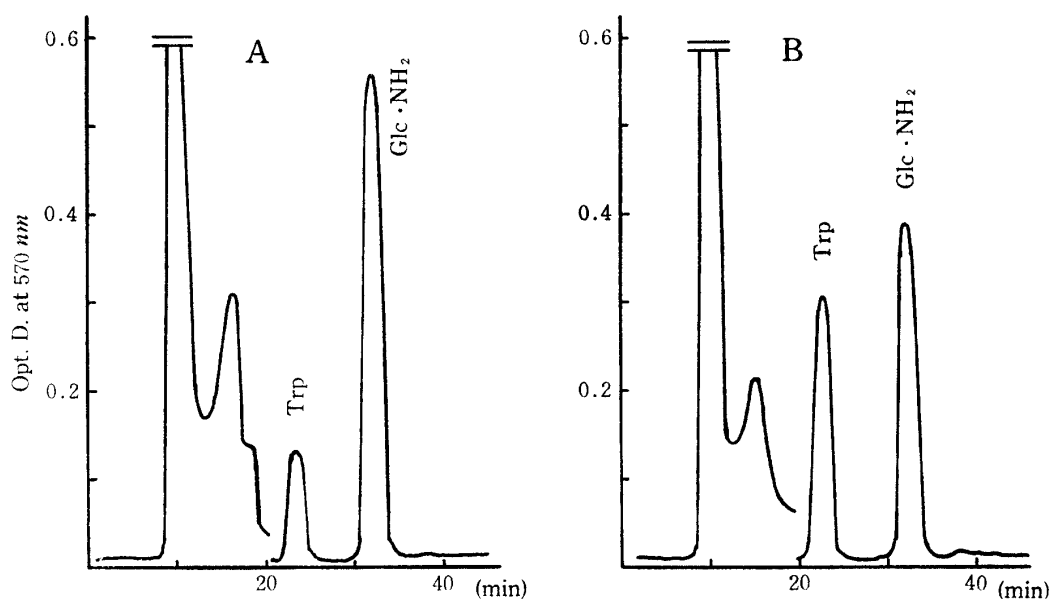 A
0.6
0.4
0.2
Opt. D. at 570 nm
Trp
Glc · NH₂
20
40
(min)
B
0.6
0.4
0.2
Trp
Glc · NH₂
20
40
(min)